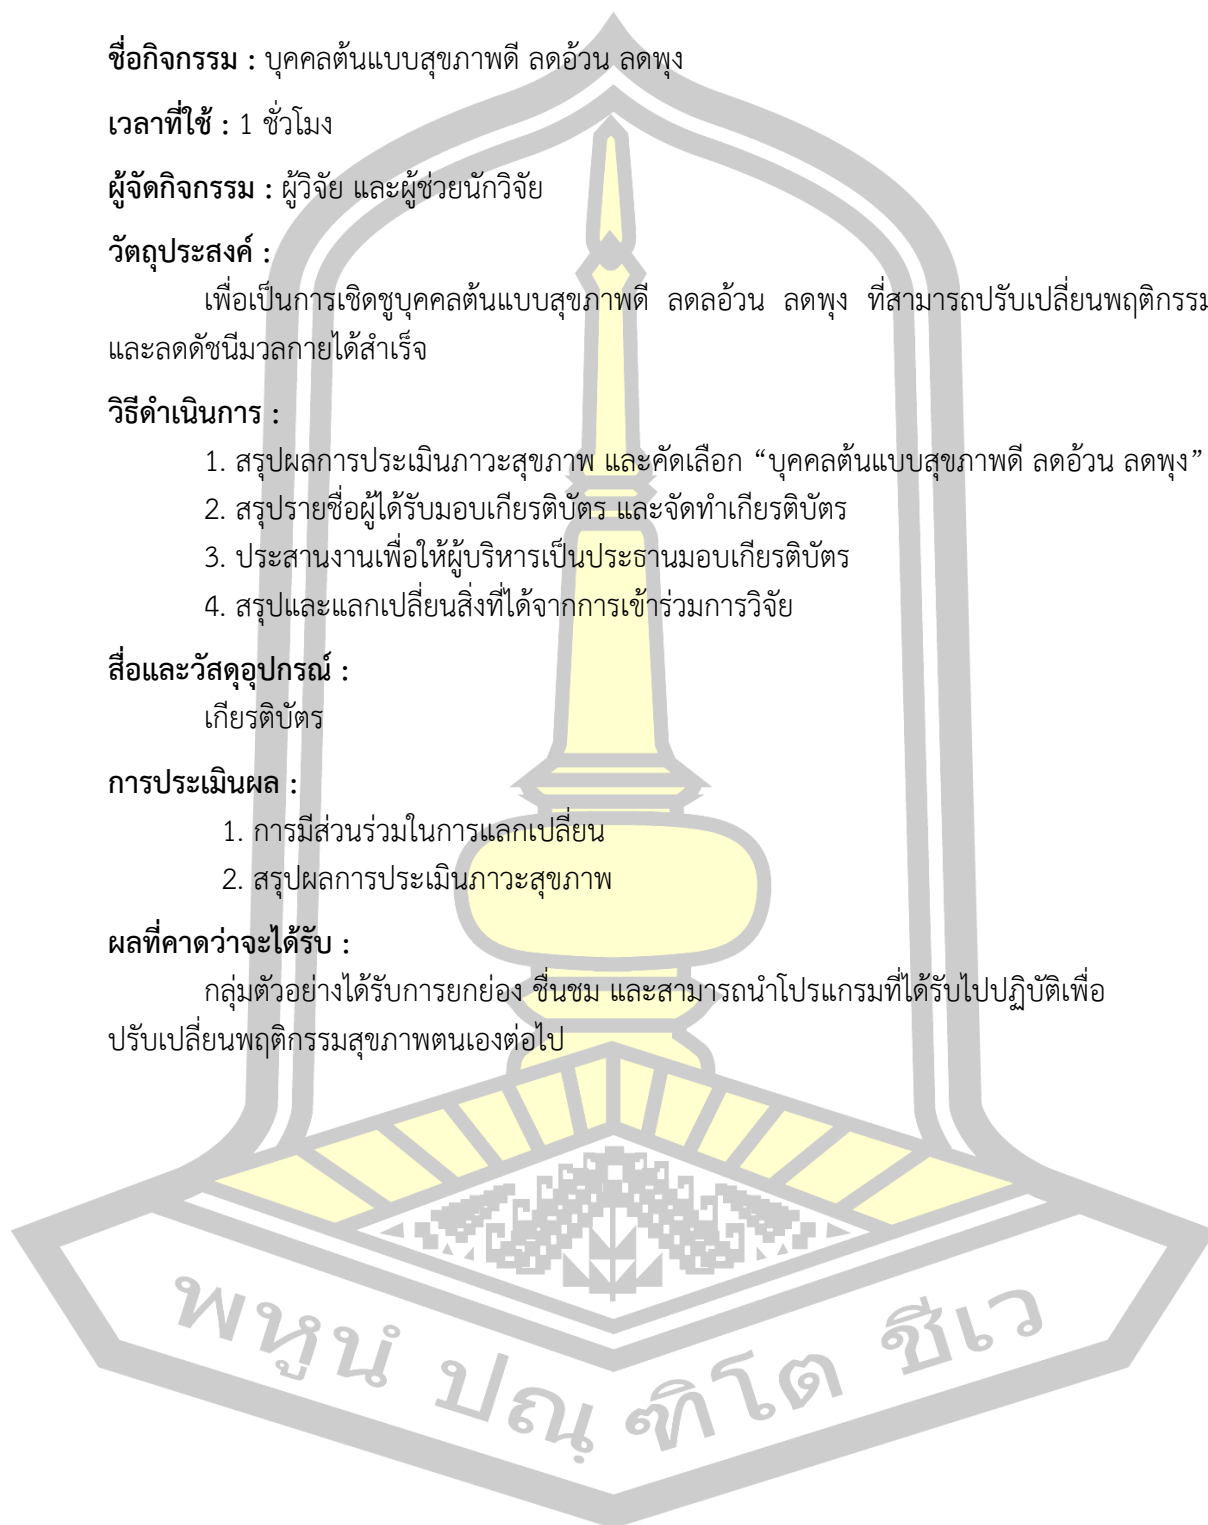 ชื่อกิจกรรม : บุคคลต้นแบบสุขภาพดี ลดอ้วน ลดพุง
เวลาที่ใช้ : 1 ชั่วโมง
ผู้จัดกิจกรรม : ผู้วิจัย และผู้ช่วยนักวิจัย
วัตถุประสงค์ :
เพื่อเป็นการเชิดชูบุคคลต้นแบบสุขภาพดี ลดลอ้วน ลดพุง ที่สามารถปรับเปลี่ยนพฤติกรรม
และลดดัชนีมวลกายได้สำเร็จ
วิธีดำเนินการ :
1. สรุปผลการประเมินภาวะสุขภาพ และคัดเลือก “บุคคลต้นแบบสุขภาพดี ลดอ้วน ลดพุง”
2. สรุปรายชื่อผู้ได้รับมอบเกียรติบัตร และจัดทำเกียรติบัตร
3. ประสานงานเพื่อให้ผู้บริหารเป็นประธานมอบเกียรติบัตร
4. สรุปและแลกเปลี่ยนสิ่งที่ได้จากการเข้าร่วมการวิจัย
สื่อและวัสดุอุปกรณ์ :
เกียรติบัตร
การประเมินผล :
1. การมีส่วนร่วมในการแลกเปลี่ยน
2. สรุปผลการประเมินภาวะสุขภาพ
ผลที่คาดว่าจะได้รับ :
กลุ่มตัวอย่างได้รับการยกย่อง ชื่นชม และสามารถนำโปรแกรมที่ได้รับไปปฏิบัติเพื่อ
ปรับเปลี่ยนพฤติกรรมสุขภาพตนเองต่อไป
พหูนํ ปณฺ ฑิโต ชีเว